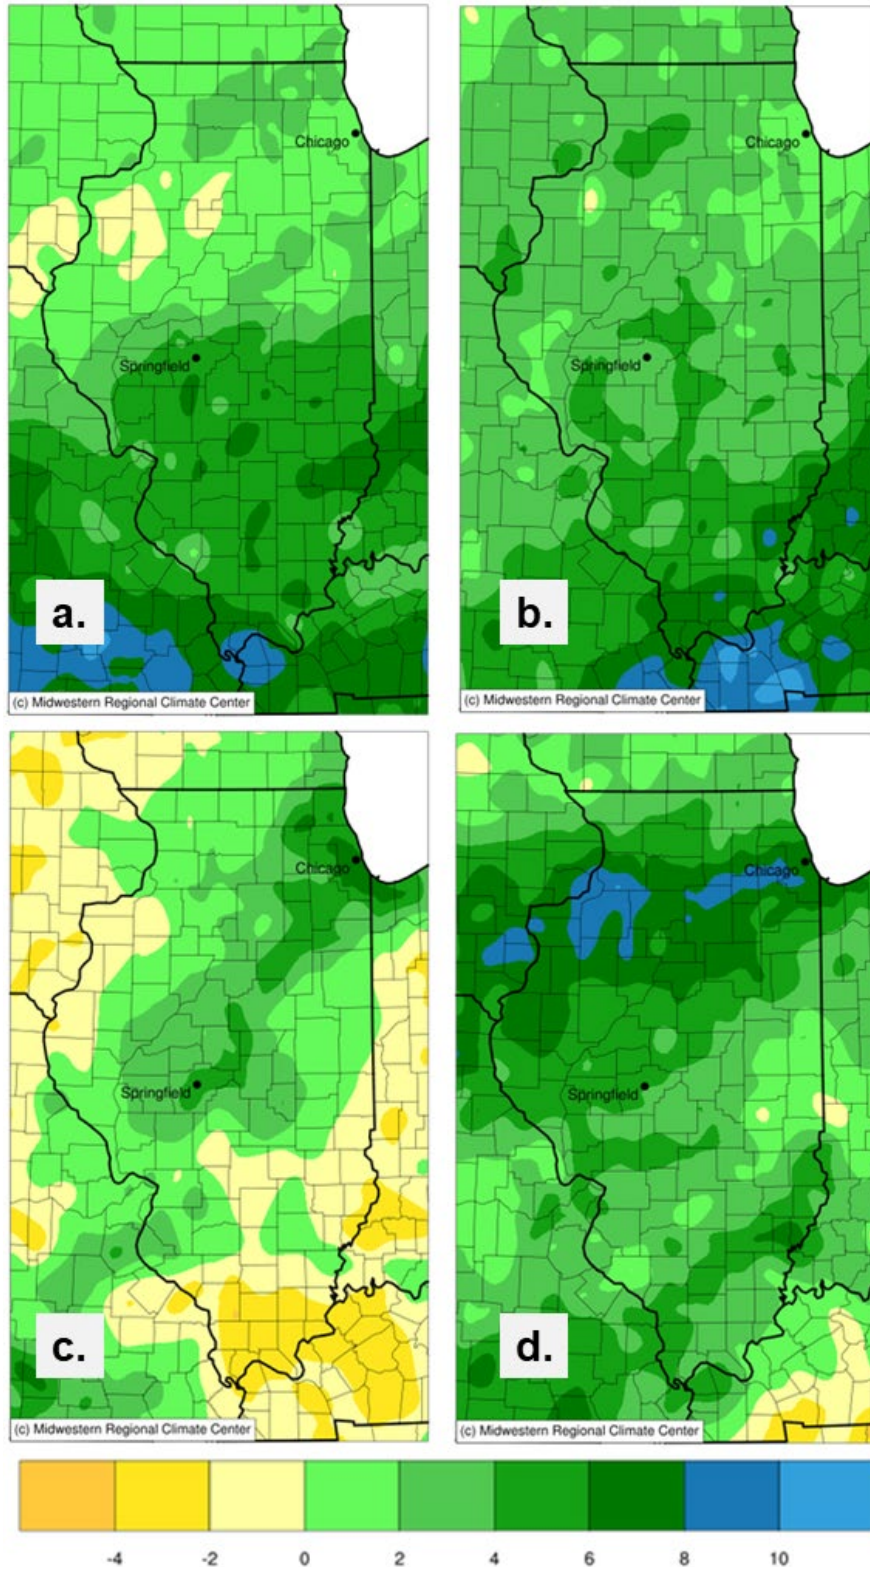 Chicago
Chicago
Springfield
Springfield
a.
b.
(c) Midwestern Regional Climate Center
(c) Midwestern Regional Climate Center
Chicago
Chicago
Springfield
Springfield
c.
d.
(c) Midwestern Regional Climate Center
(c) Midwestern Regional Climate Center
-4 -2 0 2 4 6 8 10